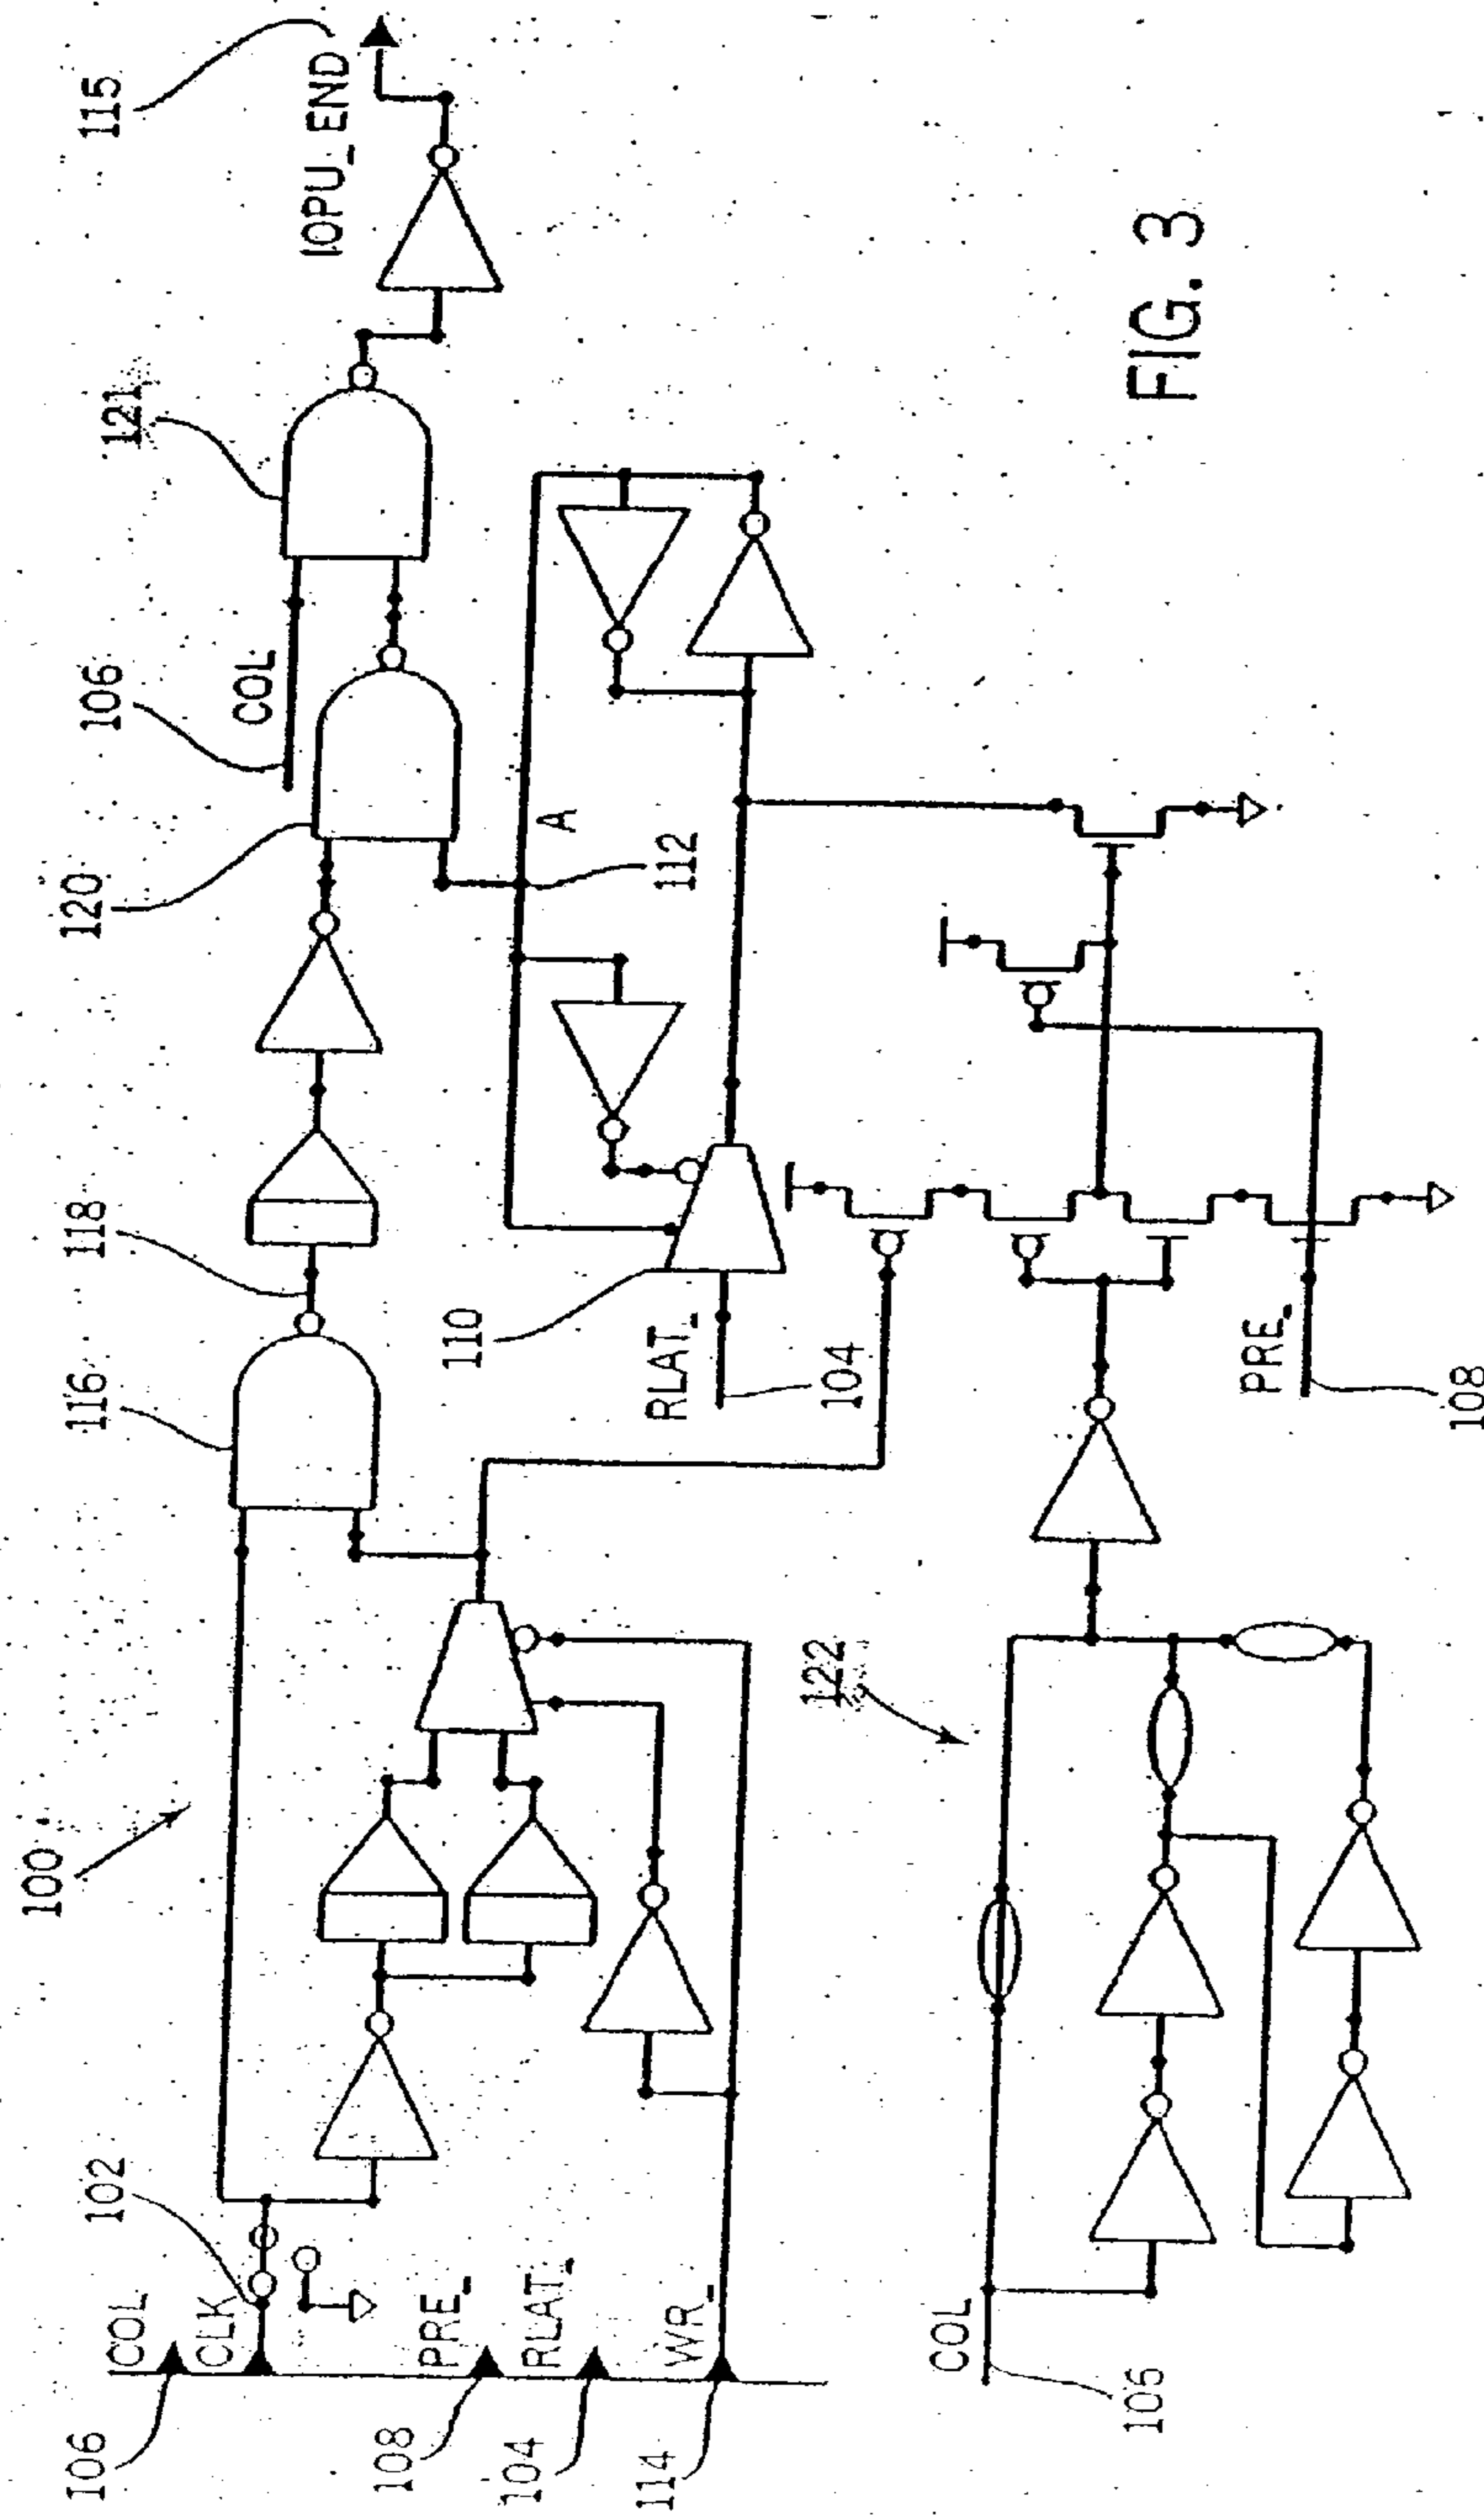 100
106
102
116
118
120
106
121
115
COL
CLK
COL
IOPU_END
108
PRE_
110
104
RLAT_
A
114
WR_
RLAT_
112
122
104
COL
105
FIG. 3
PRE_
108